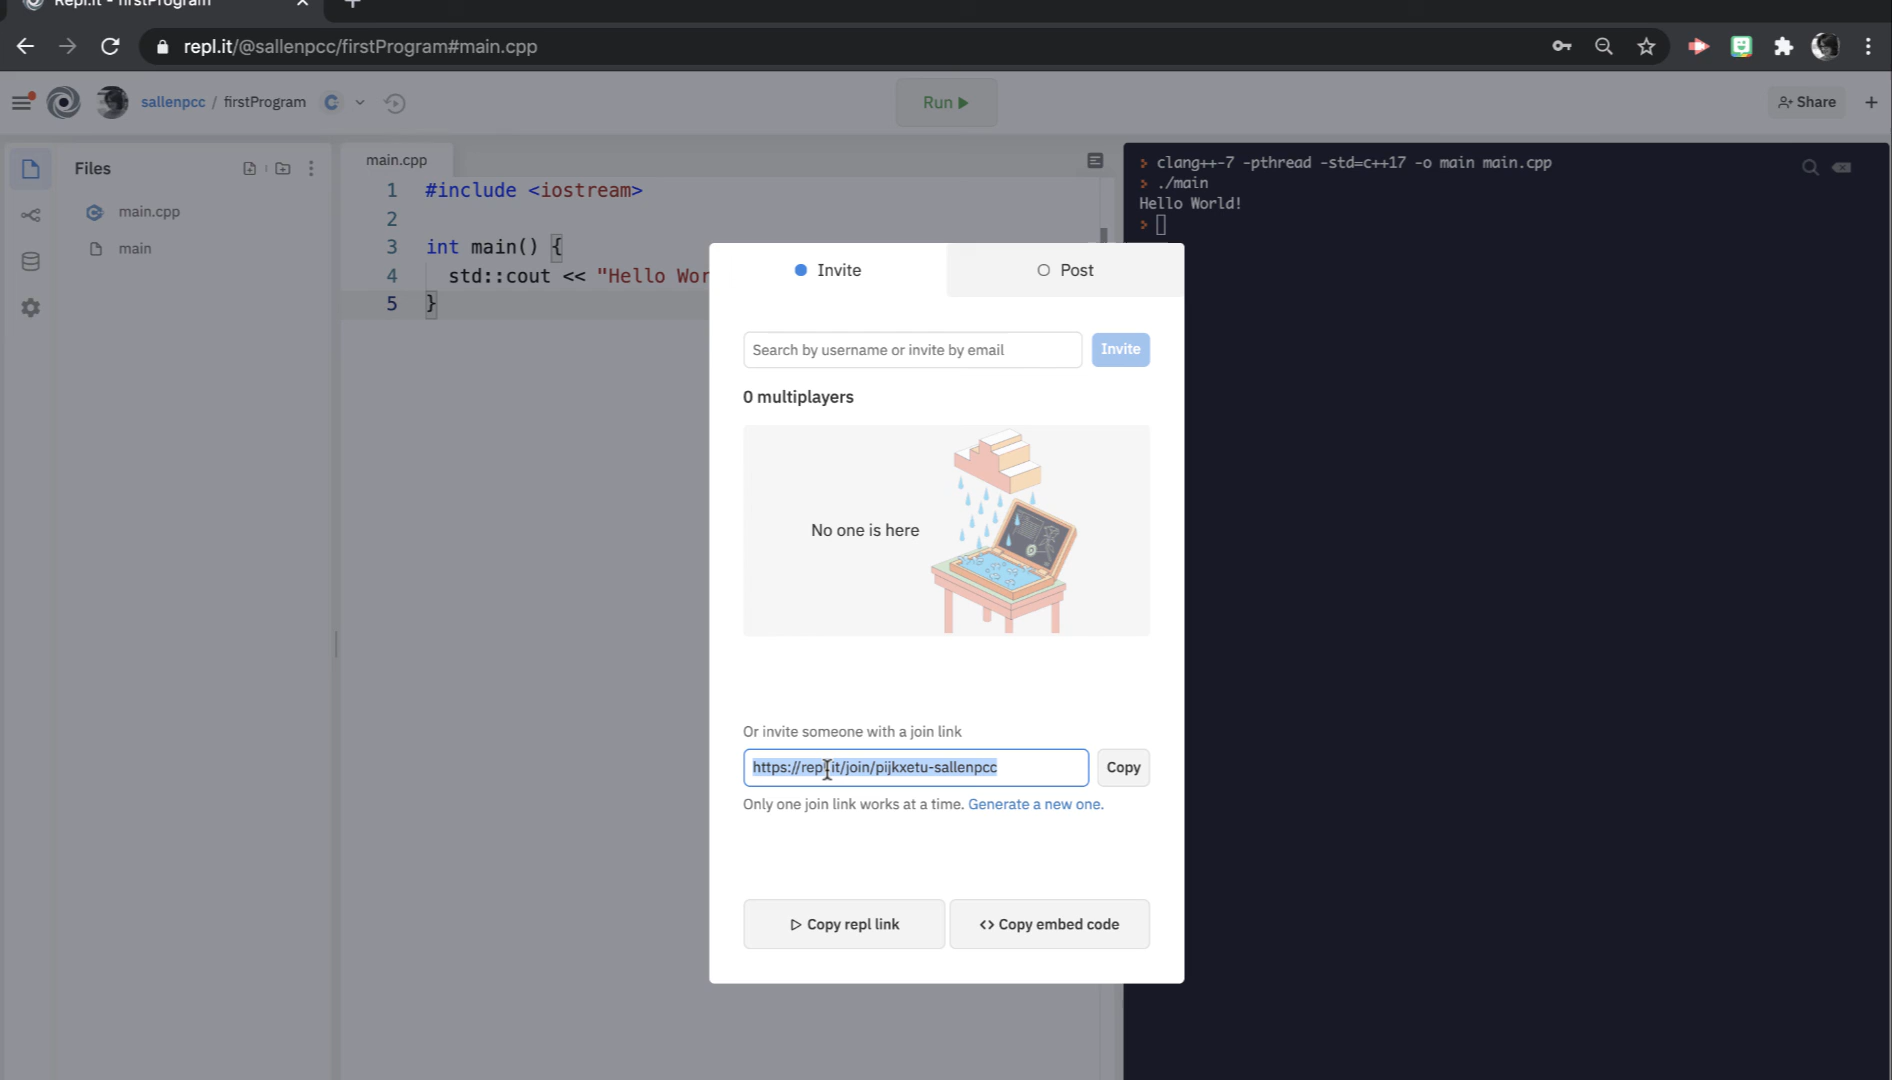 Repl.it - firstProgram
repl.it/@sallenpcc/firstProgram#main.cpp
sallenpcc / firstProgram
Run
Share
Files
main.cpp
main
main.cpp
1 #include <iostream>
2
3 int main() {
4 std::cout << "Hello Wor
5 }
clang++-7 -pthread -std=c++17 -o main main.cpp
./main
Hello World!
Invite
Post
Search by username or invite by email
Invite
0 multiplayers
No one is here
Or invite someone with a join link
https://repl.it/join/pijkxetu-sallenpcc
Copy
Only one join link works at a time. Generate a new one.
Copy repl link
<> Copy embed code